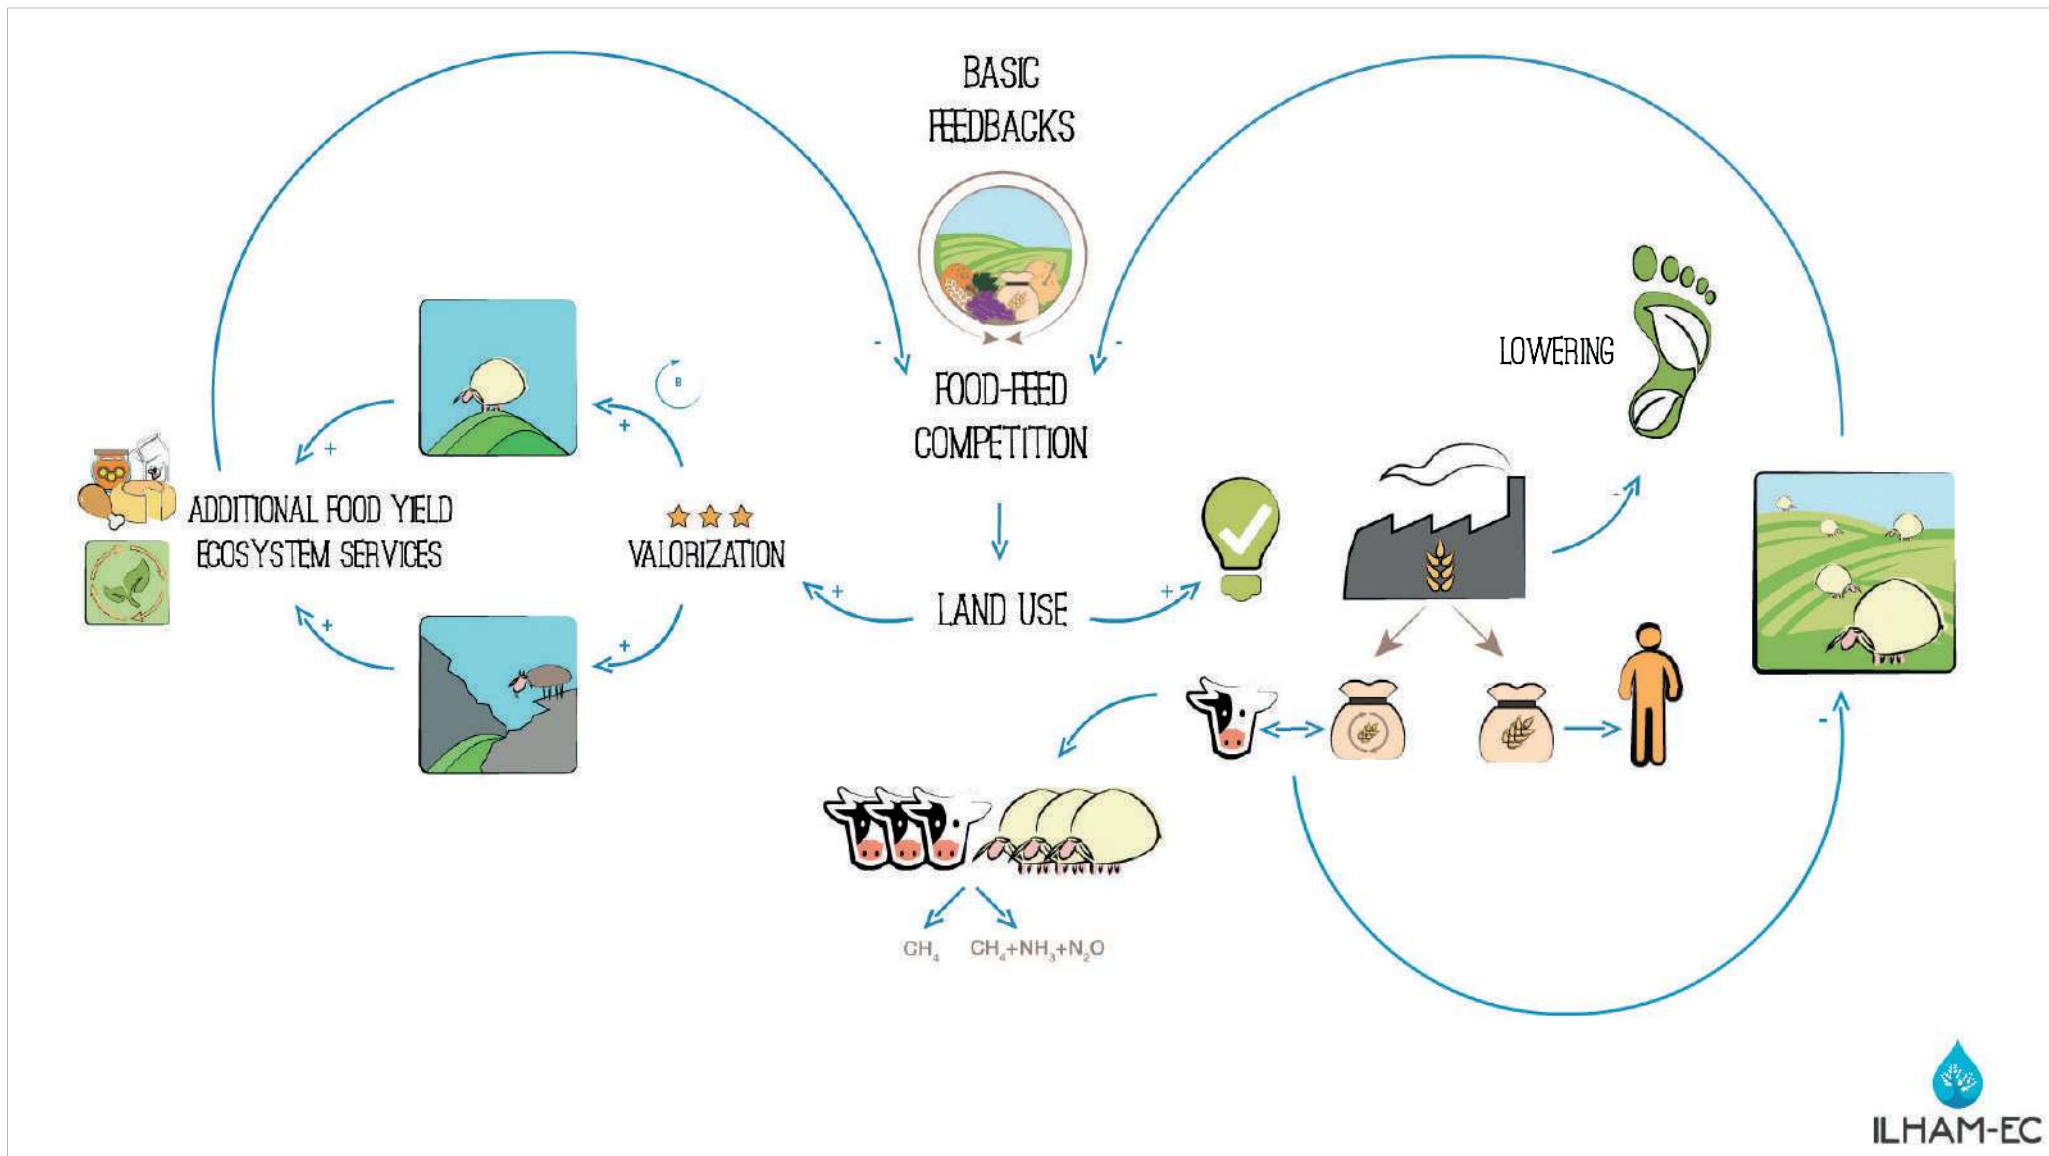 BASIC
FEEDBACKS
-
-
LOWERING
B
FOOD-FEED
COMPETITION
+
+
-
ADDITIONAL FOOD YIELD
ECOSYSTEM SERVICES
VALORIZATION
+
+
LAND USE
+
+
-
CH₄
CH₄+NH₃+N₂O
ILHAM-EC